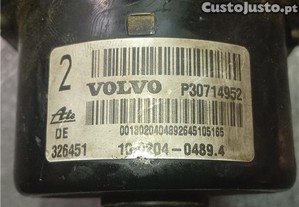 CustoJusto.pt
2
VOLVO
P30714952
Ate
0018020404892645105165
DE
326451
10.0204-0489.4